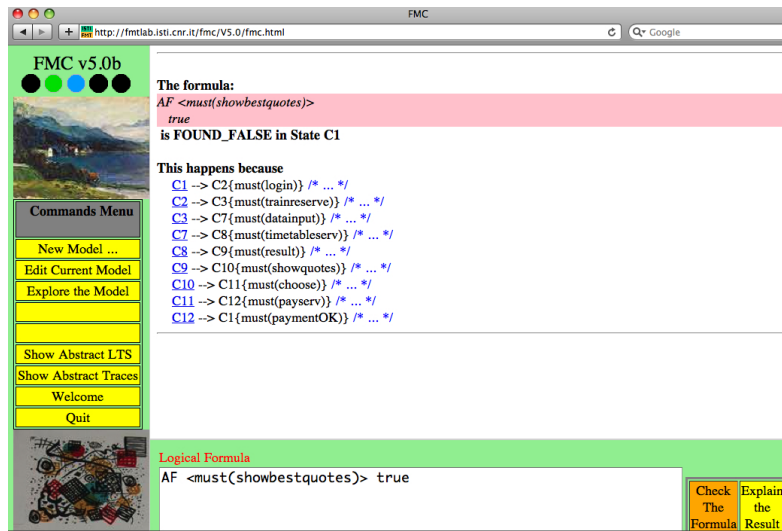 FMC
http://fmtlab.isti.cnr.it/fmc/V5.0/fmc.html
Google
FMC v5.0b
Commands Menu
New Model ...
Edit Current Model
Explore the Model
Show Abstract LTS
Show Abstract Traces
Welcome
Quit
The formula:
AF <must(showbestquotes)>
true
is FOUND_FALSE in State C1
This happens because
C1 --> C2{must(login)} /* ... */
C2 --> C3{must(trainreserve)} /* ... */
C3 --> C7{must(datainput)} /* ... */
C7 --> C8{must(timetableserv)} /* ... */
C8 --> C9{must(result)} /* ... */
C9 --> C10{must(showquotes)} /* ... */
C10 --> C11{must(choose)} /* ... */
C11 --> C12{must(payserv)} /* ... */
C12 --> C1{must(paymentOK)} /* ... */
Logical Formula
AF <must(showbestquotes)> true
Check
The
Formula
Explain
the
Result